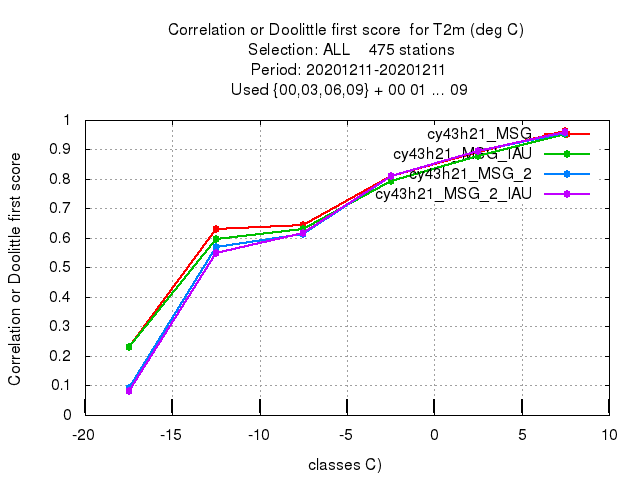 Correlation or Doolittle first score  for T2m (deg C)
Selection: ALL    475 stations
Period: 20201211-20201211
Used {00,03,06,09} + 00 01 ... 09
Correlation or Doolittle first score
1
0.9
0.8
0.7
0.6
0.5
0.4
0.3
0.2
0.1
0
cy43h21_MSG
cy43h21_MSG_IAU
cy43h21_MSG_2
cy43h21_MSG_2_IAU
-20
-15
-10
-5
0
5
10
classes C)